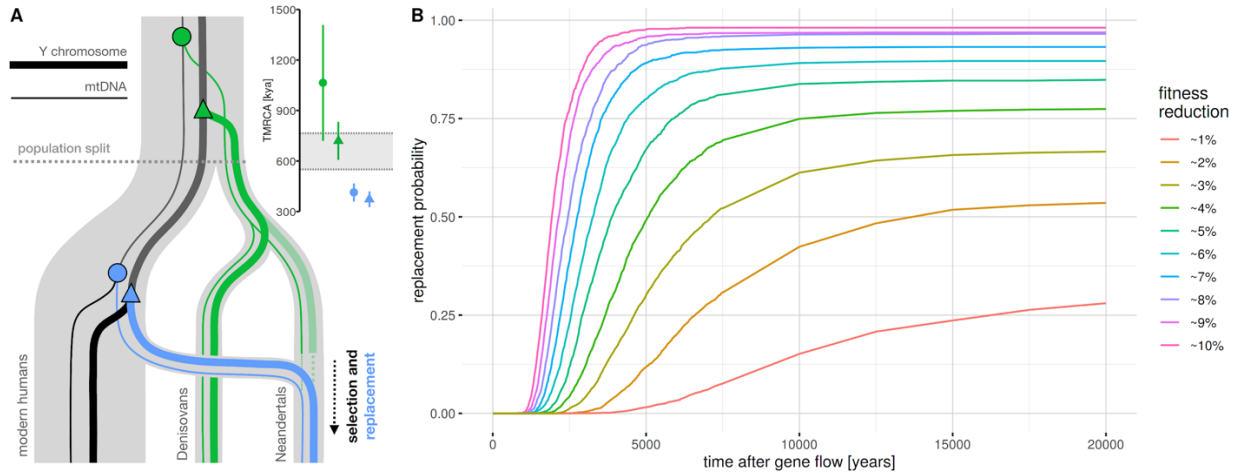 A
Y chromosome
mtDNA
population split
modern humans
Denisovans
Neandertals
selection and
replacement
TMRCA [kya]
1500
1200
900
600
300
B
replacement probability
1.00
0.75
0.50
0.25
0.00
0
5000
10000
15000
20000
time after gene flow [years]
fitness
reduction
~1%
~2%
~3%
~4%
~5%
~6%
~7%
~8%
~9%
~10%